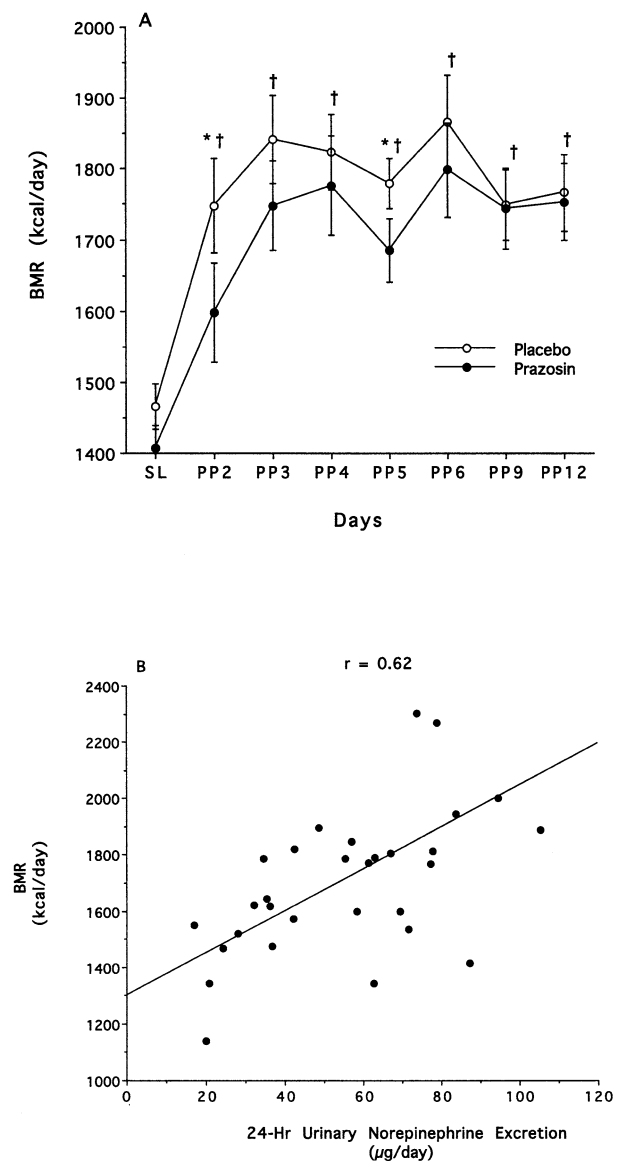 A
2000
1900
1800
1700
1600
1500
1400
BMR (kcal/day)
* †
†
†
* †
†
†
†
Placebo
Prazosin
SL PP2 PP3 PP4 PP5 PP6 PP9 PP12
Days
B
r = 0.62
2400
2200
2000
1800
1600
1400
1200
1000
BMR
(kcal/day)
0 20 40 60 80 100 120
24-Hr Urinary Norepinephrine Excretion
(µg/day)